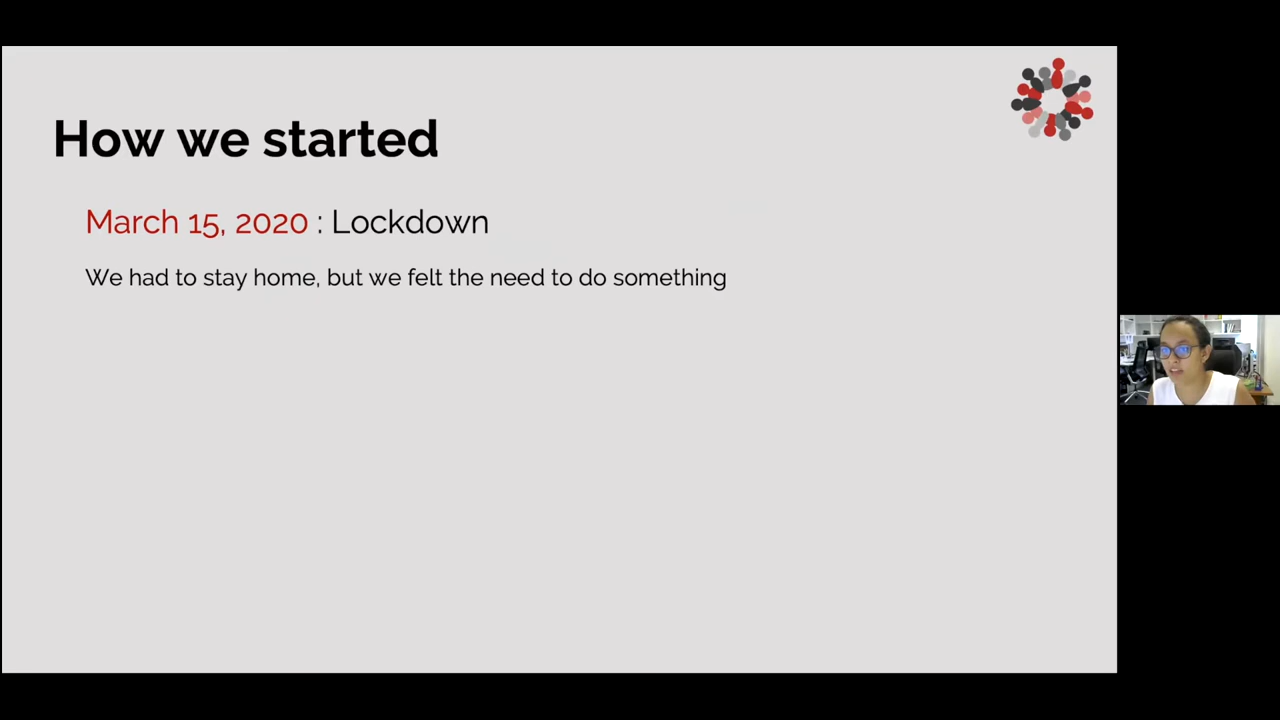 How we started
March 15, 2020 : Lockdown
We had to stay home, but we felt the need to do something